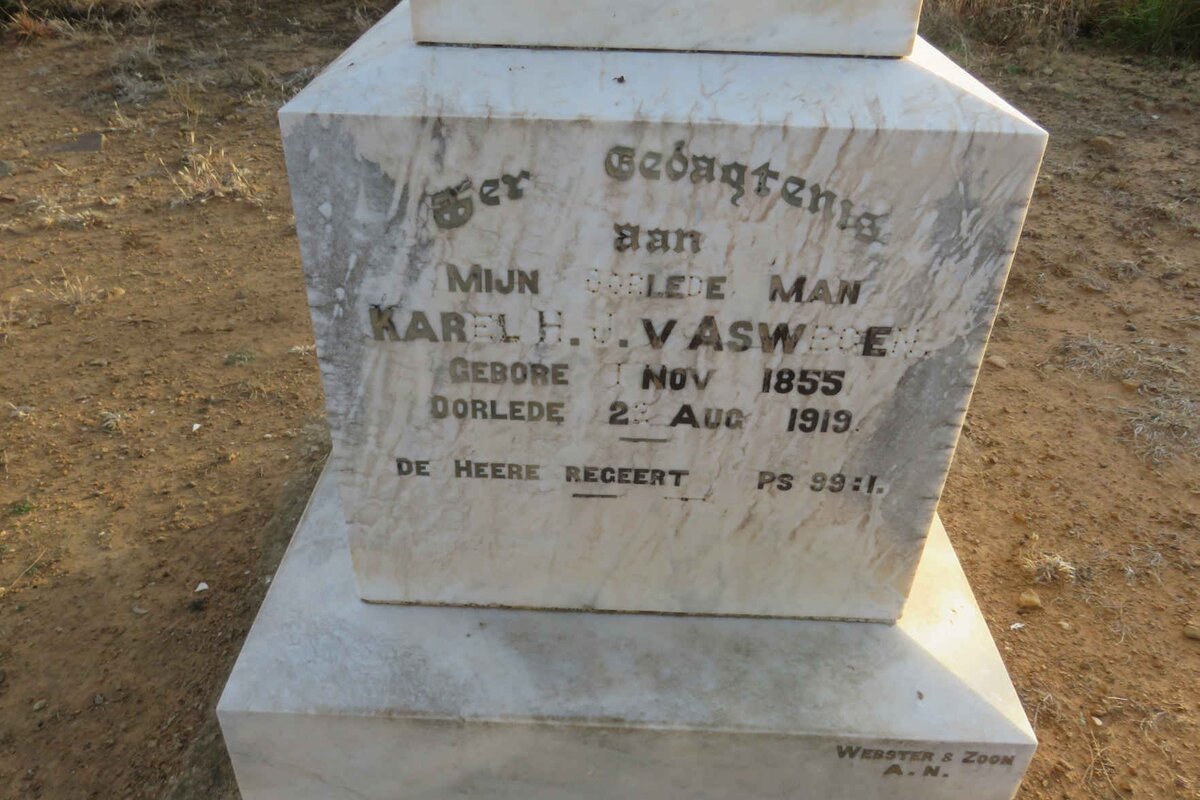 Ter Gedagtenis
aan
MIJN OORLEDE MAN
KAREL H. J. V ASWEGEN.
GEBORE 1 NOV 1855
OORLEDE AUG 1919.
DE HEERE REGEERT PS 99:1.
WEBSTER & ZOON
A.N.